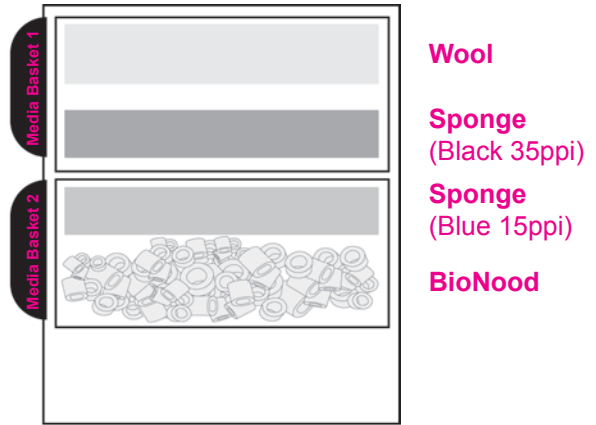 Media Basket 1
Wool
Sponge
(Black 35ppi)
Media Basket 2
Sponge
(Blue 15ppi)
BioNood